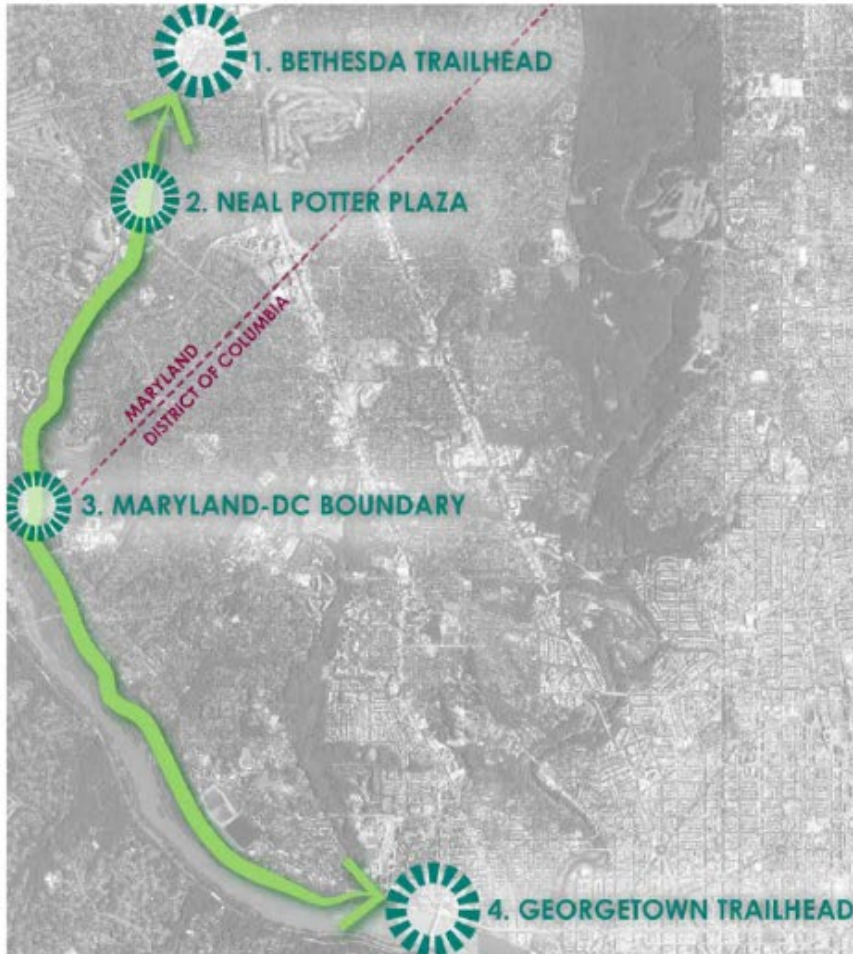 1. BETHESDA TRAILHEAD
2. NEAL POTTER PLAZA
MARYLAND
DISTRICT OF COLUMBIA
3. MARYLAND-DC BOUNDARY
4. GEORGETOWN TRAILHEAD